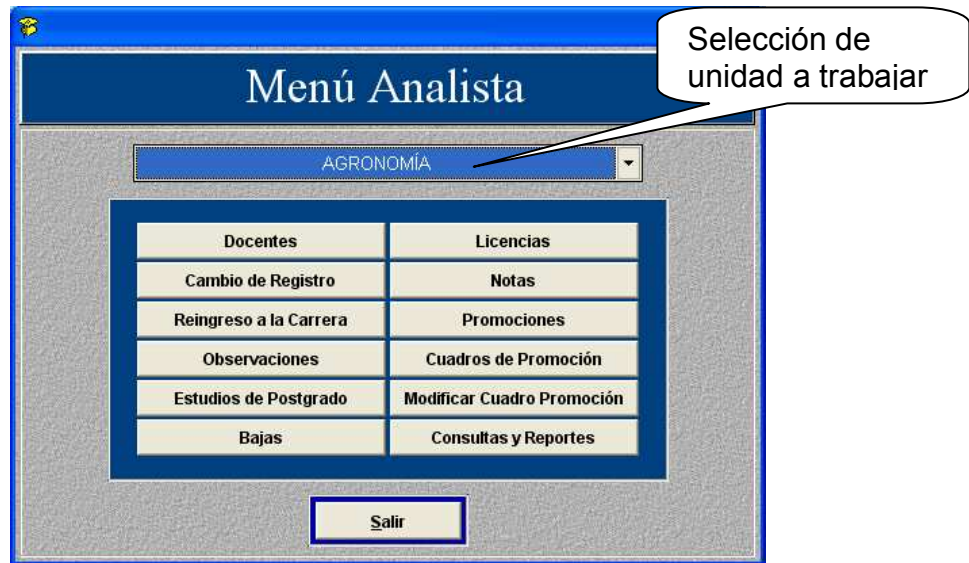 Selección de
unidad a trabajar
Menú Analista
AGRONOMÍA
Docentes
Licencias
Cambio de Registro
Notas
Reingreso a la Carrera
Promociones
Observaciones
Cuadros de Promoción
Estudios de Postgrado
Modificar Cuadro Promoción
Bajas
Consultas y Reportes
Salir